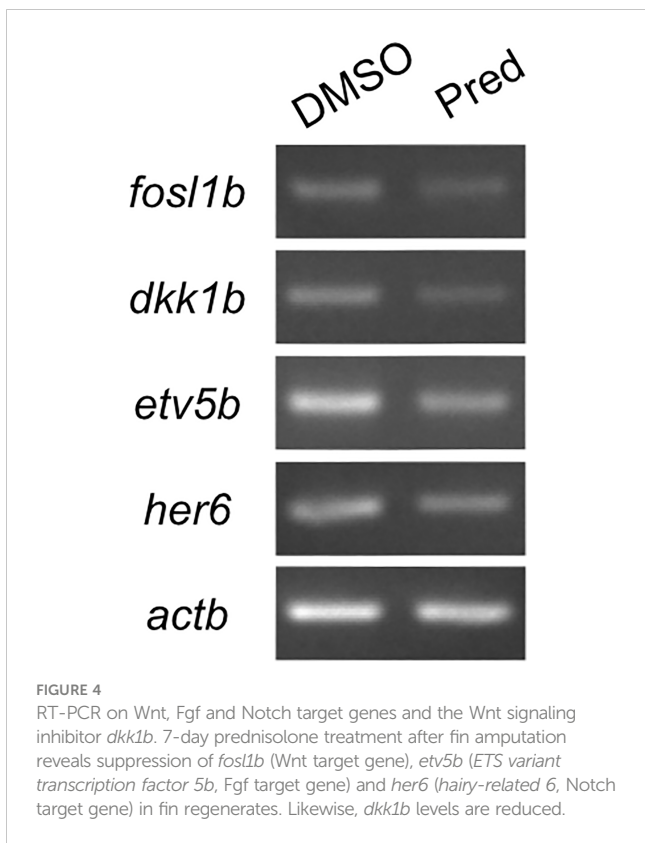 DMSO Pred
fosl1b
dkk1b
etv5b
her6
actb
FIGURE 4
RT-PCR on Wnt, Fgf and Notch target genes and the Wnt signaling
inhibitor dkk1b. 7-day prednisolone treatment after fin amputation
reveals suppression of fosl1b (Wnt target gene), etv5b (ETS variant
transcription factor 5b, Fgf target gene) and her6 (hairy-related 6, Notch
target gene) in fin regenerates. Likewise, dkk1b levels are reduced.